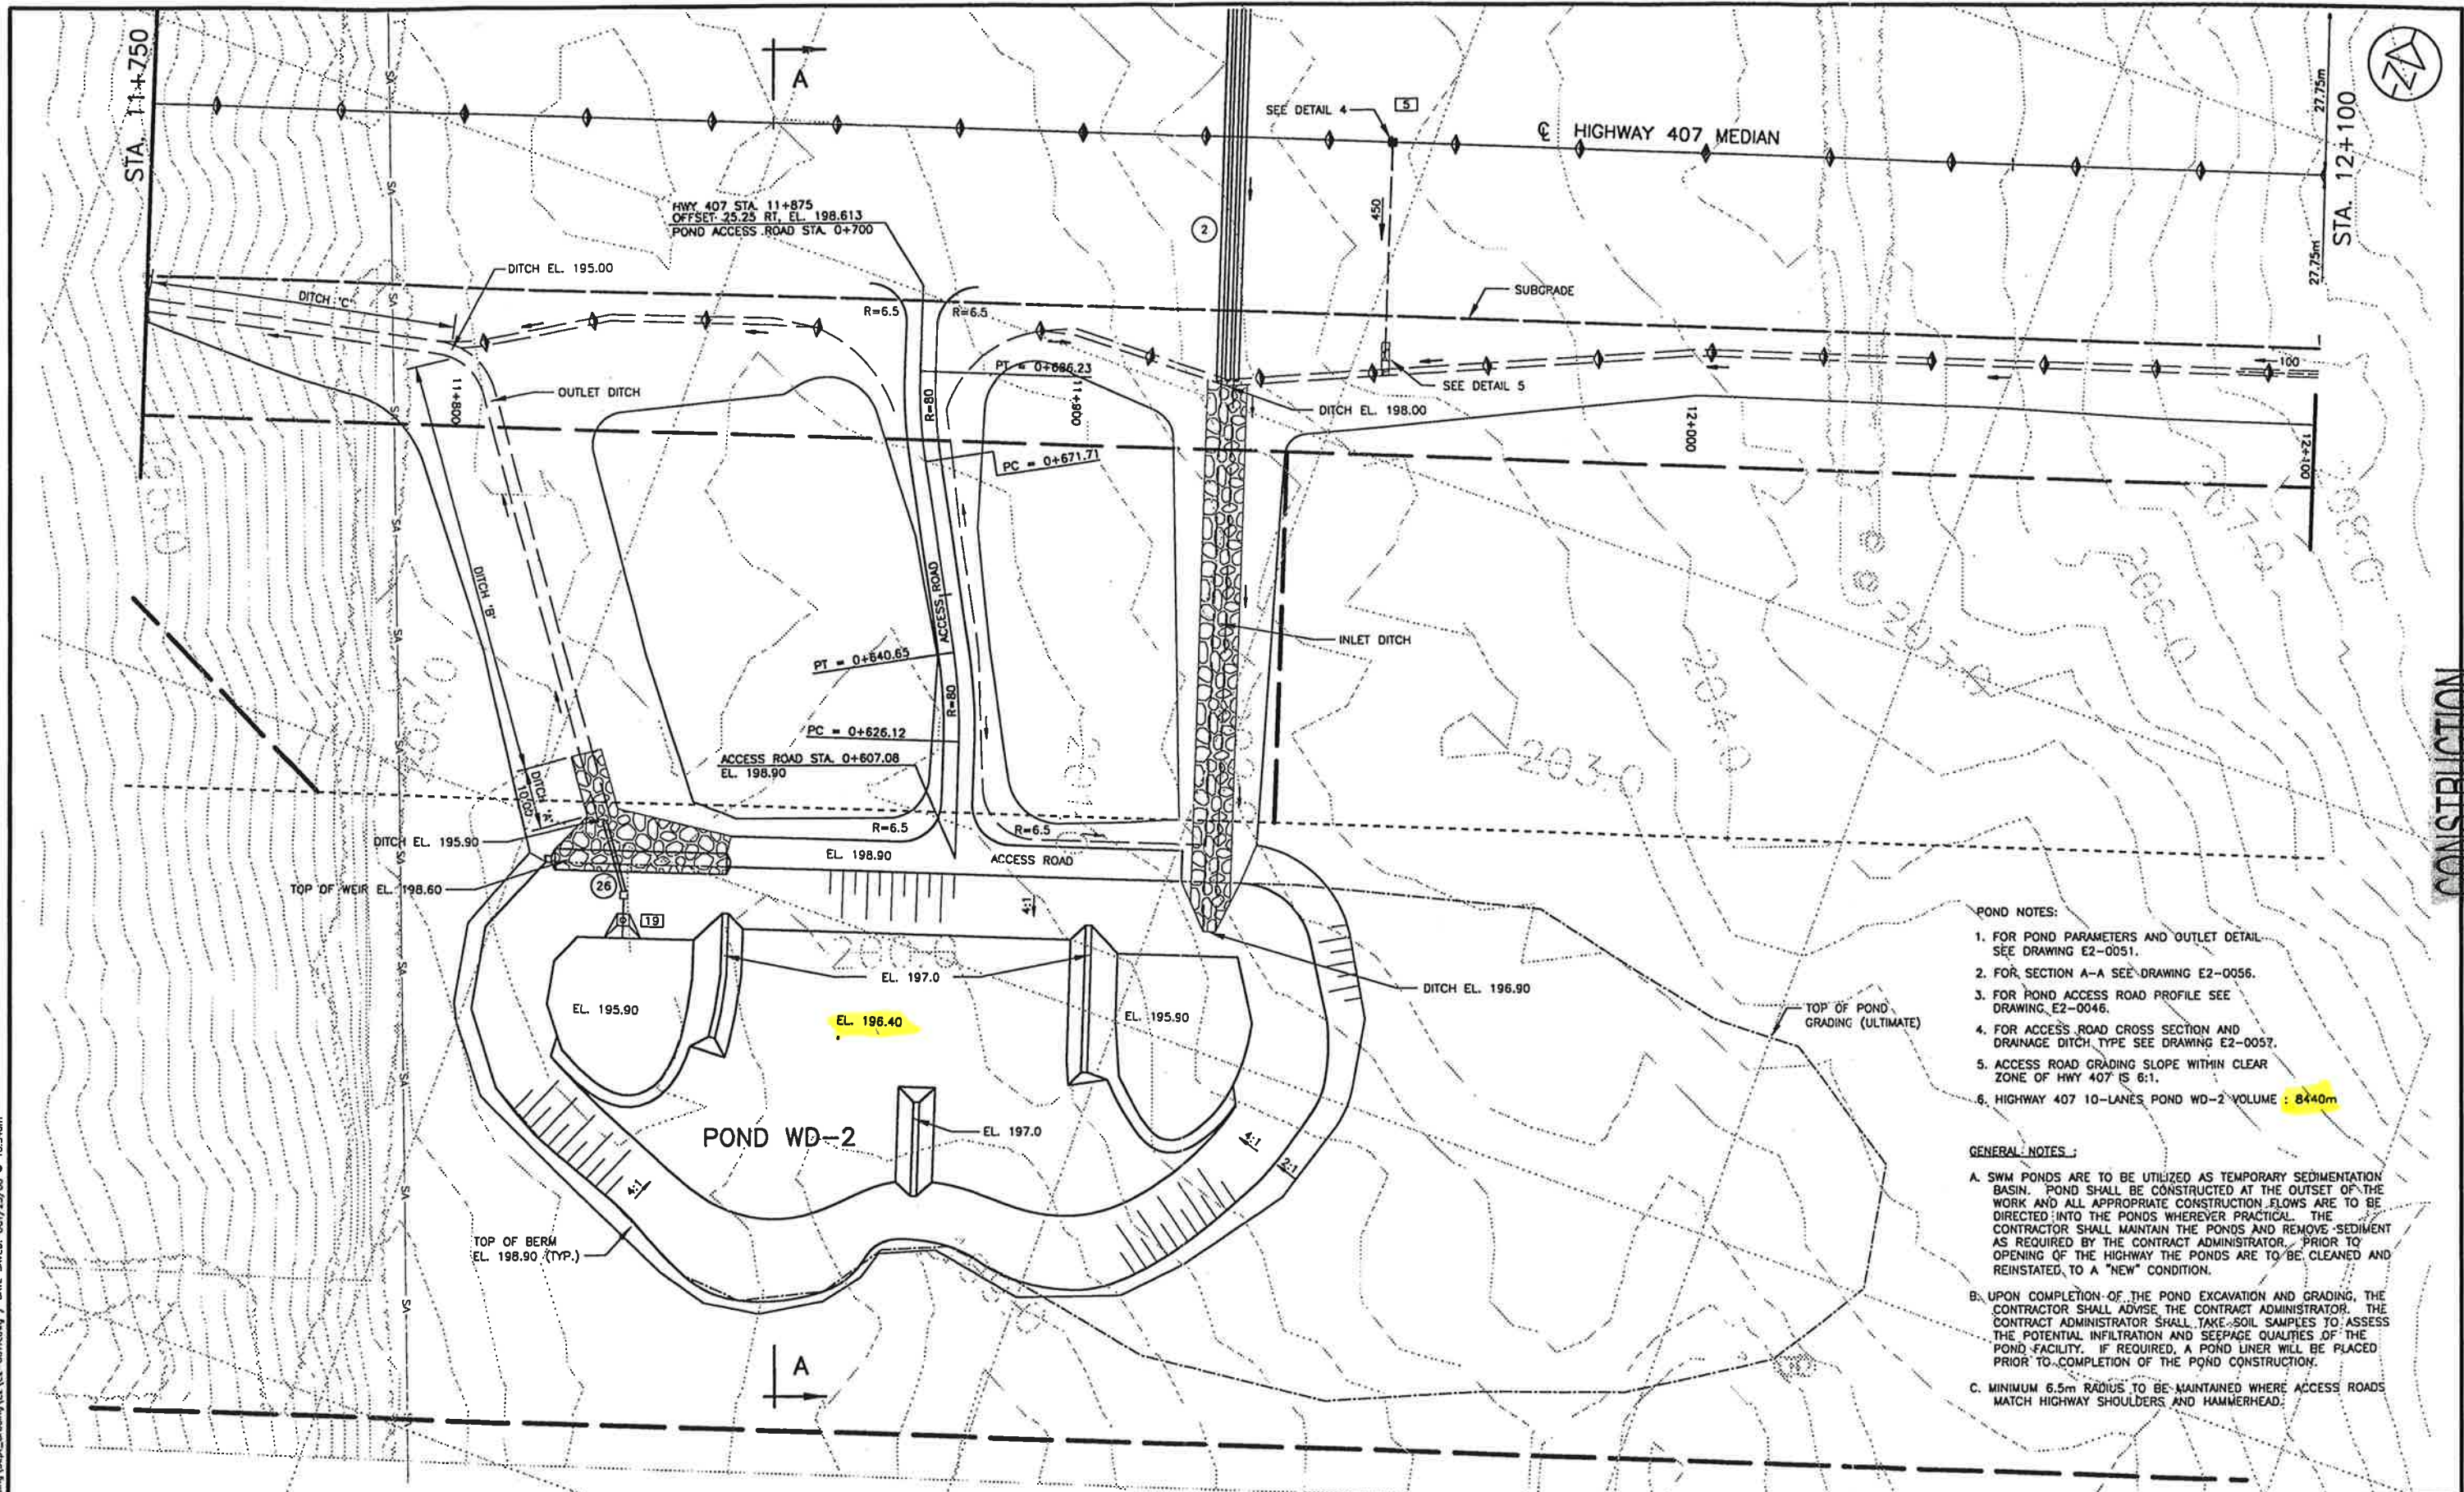 STA. 11+750
A
SEE DETAIL 4
5
℄ HIGHWAY 407 MEDIAN
27.75m
27.75m
STA. 12+100
HWY 407 STA. 11+875
OFFSET 25.25 RT, EL. 198.613
POND ACCESS ROAD STA. 0+700
450
2
DITCH EL. 195.00
DITCH 'C'
SUBGRADE
R=6.5
R=6.5
PT = 0+686.23
SEE DETAIL 5
100
OUTLET DITCH
11+800
R=80
11+900
DITCH EL. 198.00
12+000
12+100
PC = 0+671.71
DITCH 'B'
ACCESS ROAD
INLET DITCH
PT = 0+640.65
R=80
PC = 0+626.12
ACCESS ROAD STA. 0+607.08
EL. 198.90
203.0
204.0
203.0
DITCH 'A'
10.00
DITCH EL. 195.90
R=6.5
R=6.5
EL. 198.90
ACCESS ROAD
TOP OF WEIR EL. 198.60
26
19
4:1
200.0
EL. 197.0
DITCH EL. 196.90
EL. 195.90
EL. 196.40
EL. 195.90
TOP OF POND
GRADING (ULTIMATE)
POND WD-2
EL. 197.0
4:1
4:1
2:1
TOP OF BERM
EL. 198.90 (TYP.)
A
SA
SA
SA
SA
SA
SA
SA
SA
SA
SA
CONSTRUCTION
POND NOTES:
1. FOR POND PARAMETERS AND OUTLET DETAIL
SEE DRAWING E2-0051.
2. FOR SECTION A-A SEE DRAWING E2-0056.
3. FOR POND ACCESS ROAD PROFILE SEE
DRAWING E2-0046.
4. FOR ACCESS ROAD CROSS SECTION AND
DRAINAGE DITCH TYPE SEE DRAWING E2-0057.
5. ACCESS ROAD GRADING SLOPE WITHIN CLEAR
ZONE OF HWY 407 IS 6:1.
6. HIGHWAY 407 10-LANES POND WD-2 VOLUME : 8440m
GENERAL NOTES :
A. SWM PONDS ARE TO BE UTILIZED AS TEMPORARY SEDIMENTATION
BASIN. POND SHALL BE CONSTRUCTED AT THE OUTSET OF THE
WORK AND ALL APPROPRIATE CONSTRUCTION FLOWS ARE TO BE
DIRECTED INTO THE PONDS WHEREVER PRACTICAL. THE
CONTRACTOR SHALL MAINTAIN THE PONDS AND REMOVE SEDIMENT
AS REQUIRED BY THE CONTRACT ADMINISTRATOR. PRIOR TO
OPENING OF THE HIGHWAY THE PONDS ARE TO BE CLEANED AND
REINSTATED TO A "NEW" CONDITION.
B. UPON COMPLETION OF THE POND EXCAVATION AND GRADING, THE
CONTRACTOR SHALL ADVISE THE CONTRACT ADMINISTRATOR. THE
CONTRACT ADMINISTRATOR SHALL TAKE SOIL SAMPLES TO ASSESS
THE POTENTIAL INFILTRATION AND SEEPAGE QUALITIES OF THE
POND FACILITY. IF REQUIRED, A POND LINER WILL BE PLACED
PRIOR TO COMPLETION OF THE POND CONSTRUCTION.
C. MINIMUM 6.5m RADIUS TO BE MAINTAINED WHERE ACCESS ROADS
MATCH HIGHWAY SHOULDERS AND HAMMERHEAD.